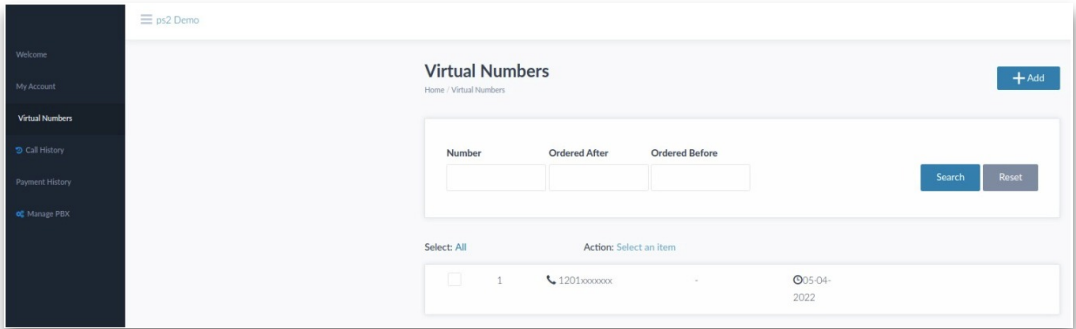 ps2 Demo
Welcome
My Account
Virtual Numbers
Call History
Payment History
Manage PBX
Virtual Numbers
Home / Virtual Numbers
+ Add
Number Ordered After Ordered Before
Search Reset
Select: All Action: Select an item
1 1201xxxxxxx - 05-04-
2022